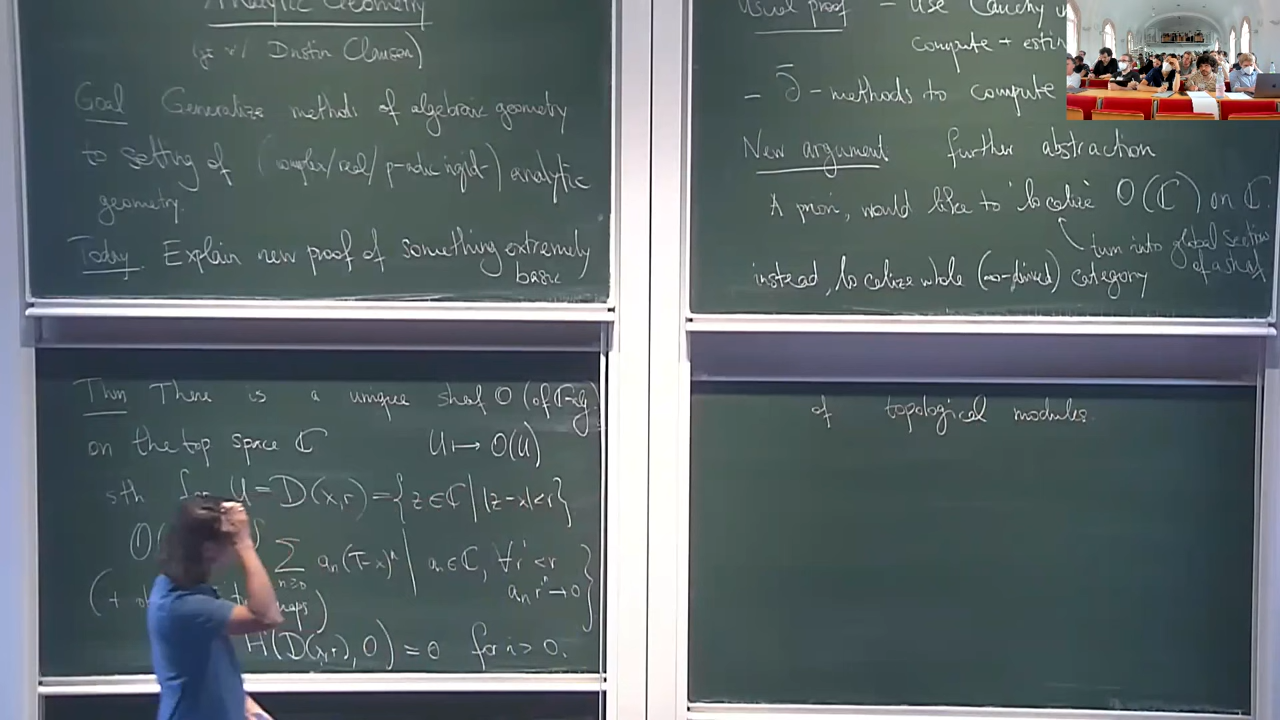 Analytic Geometry
(jt w/ Dustin Clausen)
Goal Generalize methods of algebraic geometry
to setting of (complex/real/p-adic rigid-) analytic
geometry.
Today Explain new proof of something extremely
basic
Thm There is a unique sheaf O (of ℂ-alg)
on the top space ℂ U ↦ O(U)
sth for U = D(x,r) = {z ∈ ℂ | |z-x| < r}
O( Σ n≥0 aₙ(T-x)ⁿ | aₙ ∈ ℂ, ∀ r' < r
aₙ r'ⁿ → 0 }
(+ maps)
H(D(x,r), O) = 0 for i > 0.
Usual proof - Use Cauchy
compute + esti
- ∂̄ - methods to compute
New argument further abstraction
A priori, would like to 'localize' O(ℂ) on ℂ.
turn into global section
of a sheaf
instead, localize whole (∞-derived) category
of topological modules.